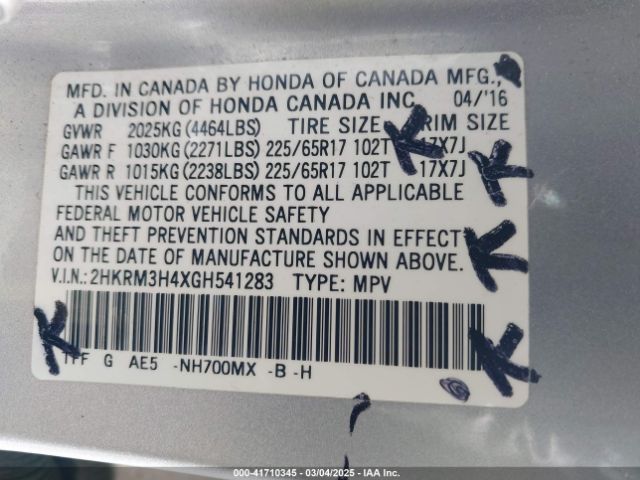 MFD. IN CANADA BY HONDA OF CANADA MFG.,
A DIVISION OF HONDA CANADA INC. 04/'16
GVWR 2025KG (4464LBS) TIRE SIZE RIM SIZE
GAWR F 1030KG (2271LBS) 225/65R17 102T 17X7J
GAWR R 1015KG (2238LBS) 225/65R17 102T 17X7J
THIS VEHICLE CONFORMS TO ALL APPLICABLE
FEDERAL MOTOR VEHICLE SAFETY
AND THEFT PREVENTION STANDARDS IN EFFECT
ON THE DATE OF MANUFACTURE SHOWN ABOVE.
V.I.N.: 2HKRM3H4XGH541283 TYPE: MPV
G AE5 -NH700MX -B -H
000-41710345 | 03/04/2025 | IAA Inc.